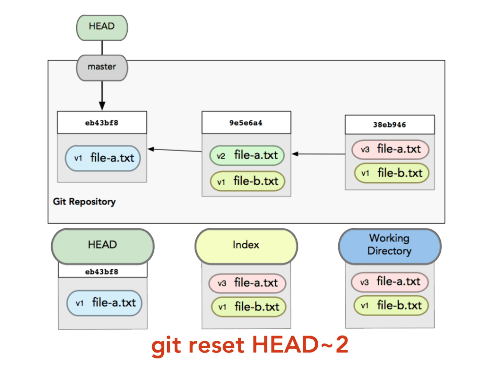 HEAD
master
eb43bf8
9e5e6a4
38eb946
v1 file-a.txt
v2 file-a.txt
v1 file-b.txt
v3 file-a.txt
v1 file-b.txt
Git Repository
HEAD
eb43bf8
v1 file-a.txt
Index
v3 file-a.txt
v1 file-b.txt
Working
Directory
v3 file-a.txt
v1 file-b.txt
git reset HEAD~2